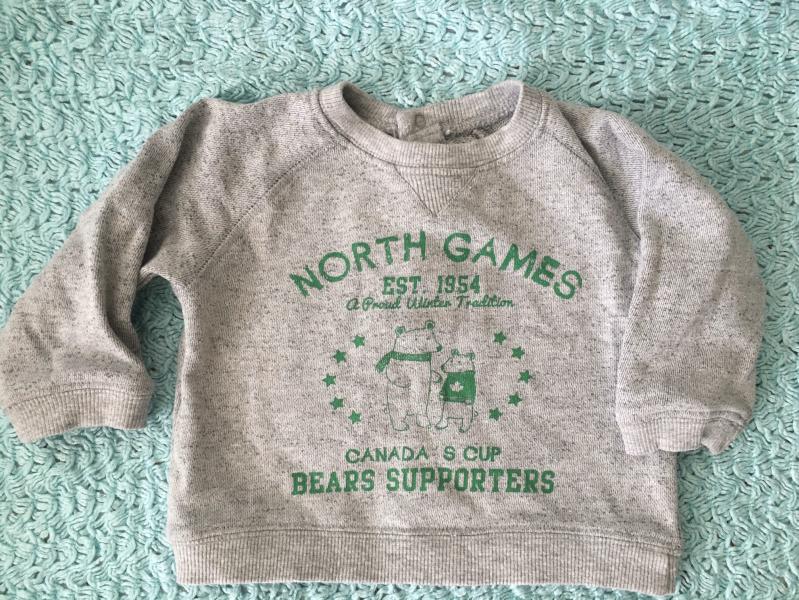 NORTH GAMES
EST. 1954
A Proud Winter Tradition
CANADA S CUP
BEARS SUPPORTERS